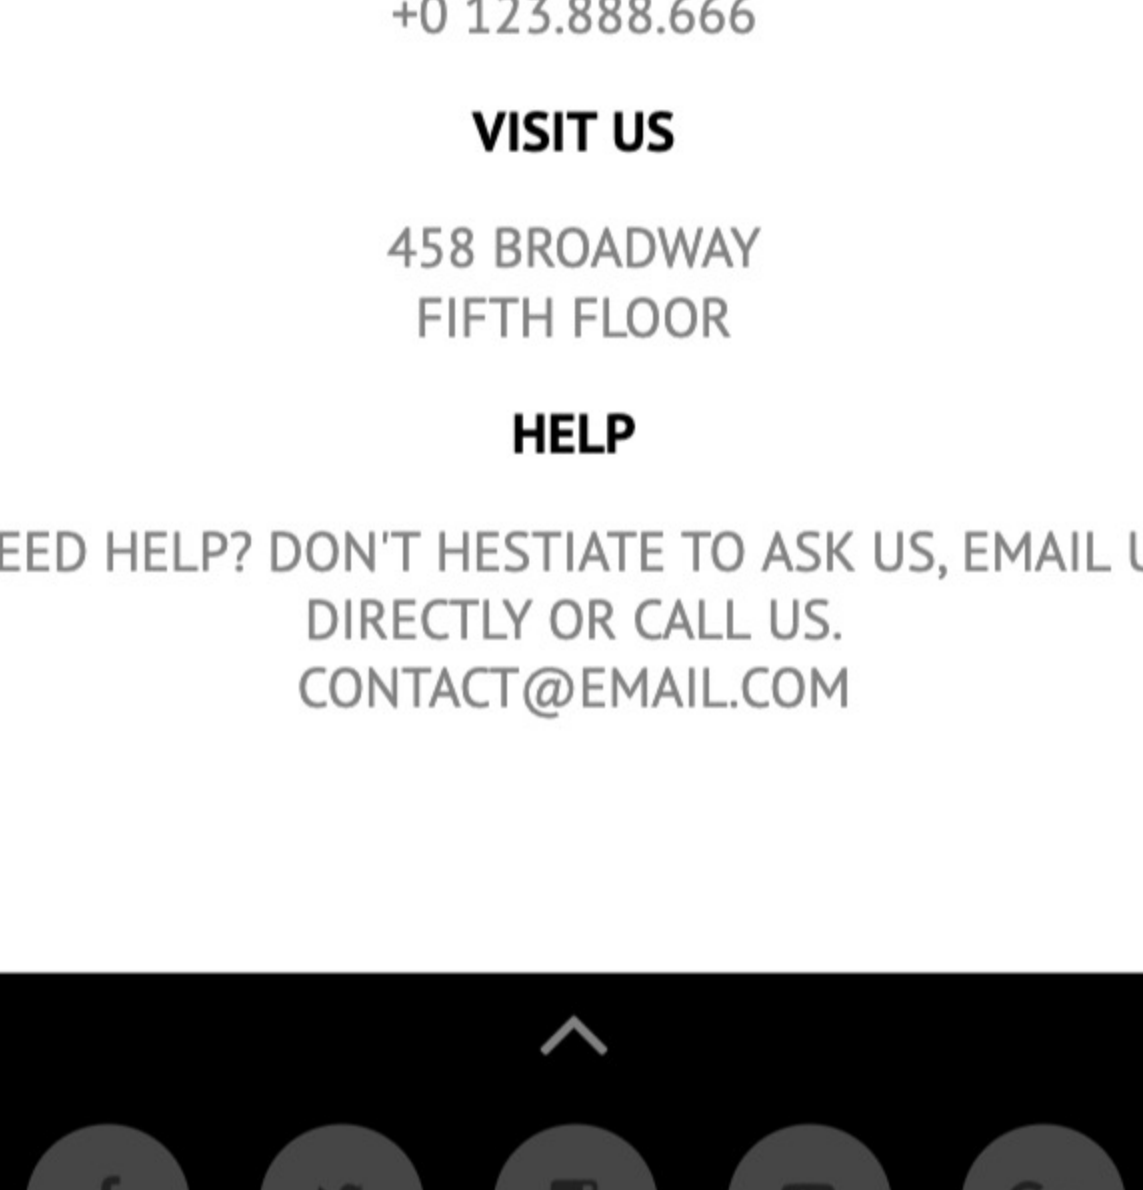 +0 123.888.666
VISIT US
458 BROADWAY
FIFTH FLOOR
HELP
EED HELP? DON'T HESTIATE TO ASK US, EMAIL U
DIRECTLY OR CALL US.
CONTACT@EMAIL.COM